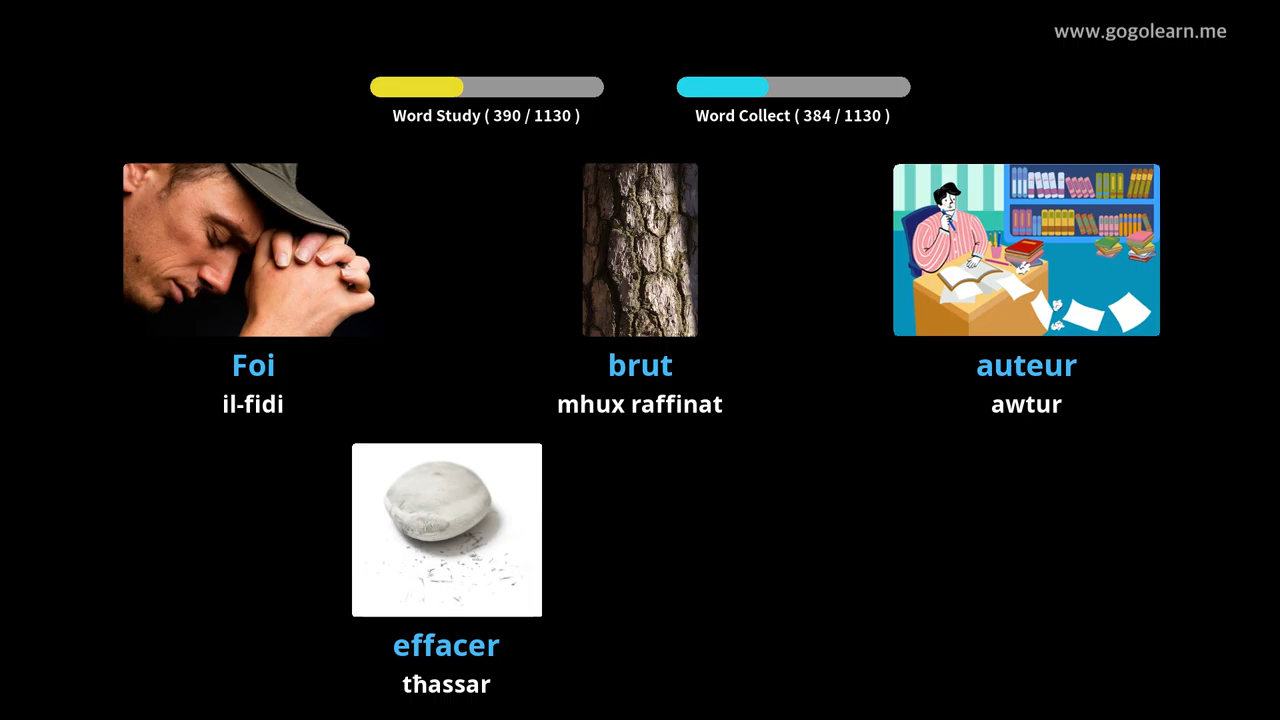 www.gogolearn.me
Word Study ( 390 / 1130 )
Word Collect ( 384 / 1130 )
Foi
il-fidi
brut
mhux raffinat
auteur
awtur
effacer
tħassar